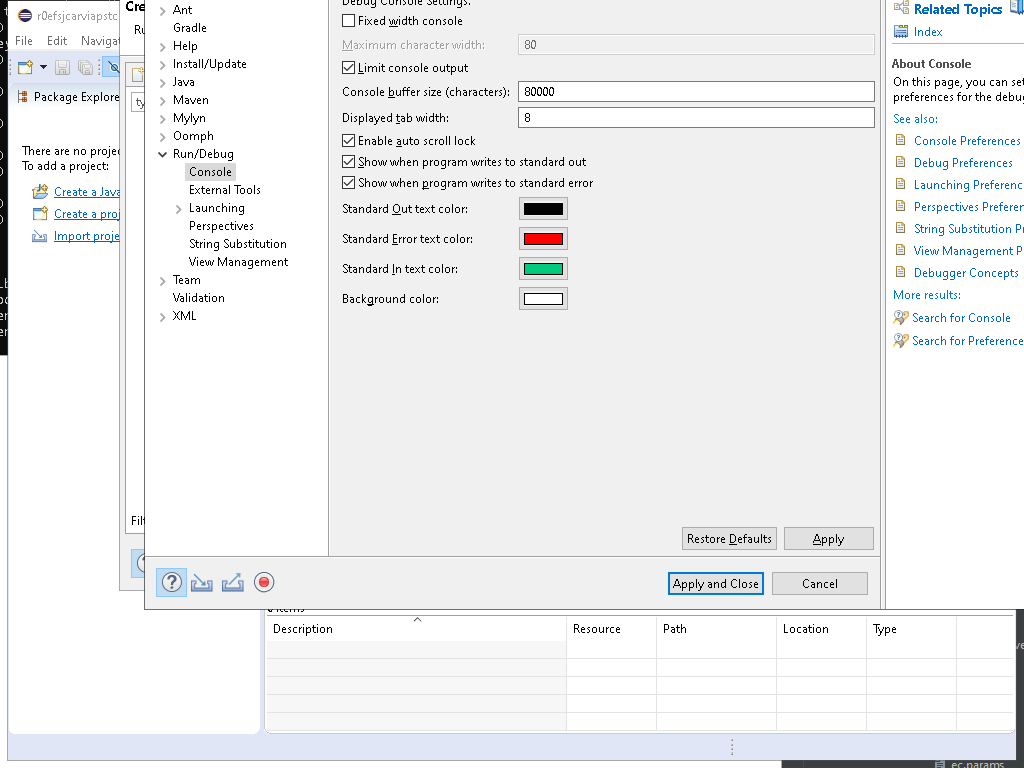 r0efsjcarviapstc
File Edit Navigat
Package Explore
There are no projec
To add a project:
Create a Java
Create a proj
Import proje
Cre
Ru
ty
Filt
Ant
Gradle
Help
Install/Update
Java
Maven
Mylyn
Oomph
Run/Debug
Console
External Tools
Launching
Perspectives
String Substitution
View Management
Team
Validation
XML
Debug Console Settings.
Fixed width console
Maximum character width: 80
Limit console output
Console buffer size (characters): 80000
Displayed tab width: 8
Enable auto scroll lock
Show when program writes to standard out
Show when program writes to standard error
Standard Out text color:
Standard Error text color:
Standard In text color:
Background color:
Restore Defaults Apply
Apply and Close Cancel
Related Topics
Index
About Console
On this page, you can set
preferences for the debug
See also:
Console Preferences
Debug Preferences
Launching Preferenc
Perspectives Preferen
String Substitution Pr
View Management P
Debugger Concepts
More results:
Search for Console
Search for Preference
items
Description Resource Path Location Type
ec.params